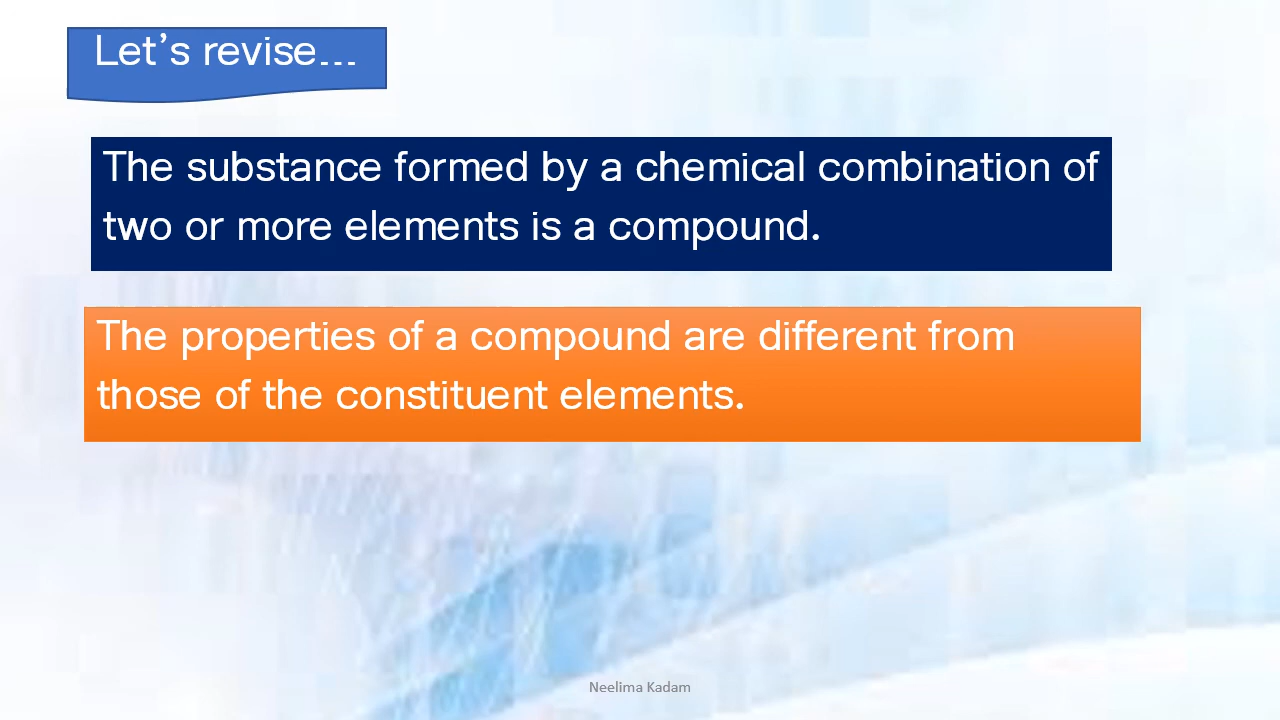 Let’s revise...
The substance formed by a chemical combination of
two or more elements is a compound.
The properties of a compound are different from
those of the constituent elements.
Neelima Kadam